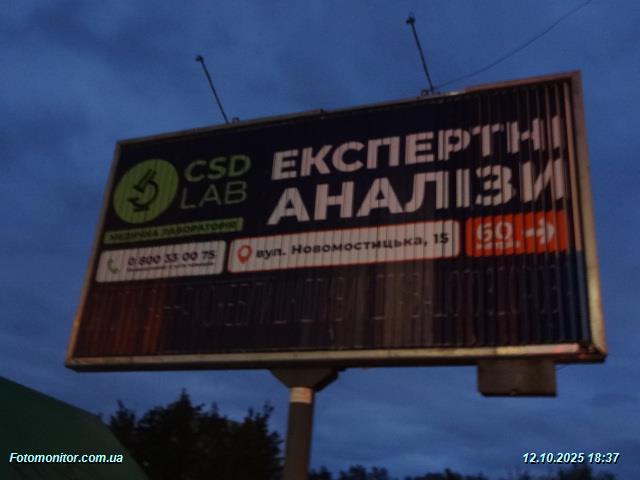 CSD
LAB
МЕДИЧНА ЛАБОРАТОРІЯ
ЕКСПЕРТНІ
АНАЛІЗИ
0 800 33 00 75
вул. Новомостицька, 15
60
Fotomonitor.com.ua
12.10.2025 18:37